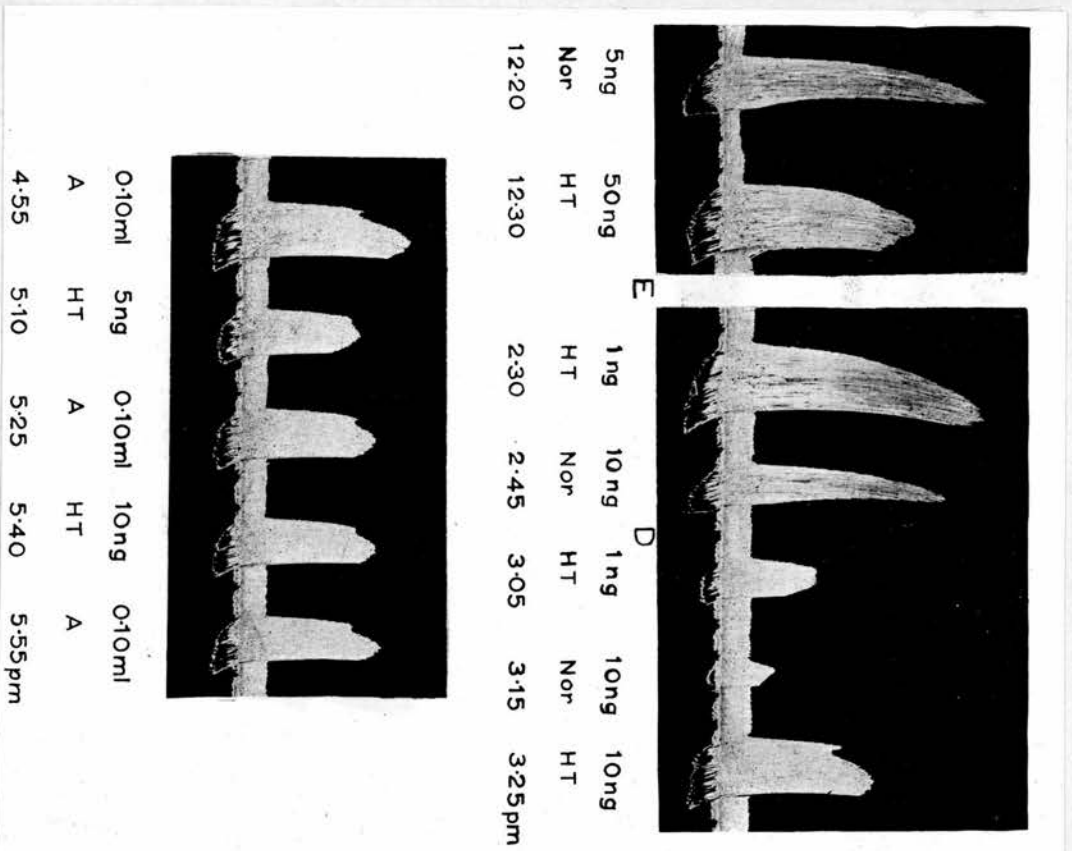 5ng 50ng 1ng 10ng 1ng 10ng 10ng
Nor HT HT Nor HT Nor HT
12·20 12·30 2·30 2·45 3·05 3·15 3·25pm
E D
0·10ml 5ng 0·10ml 10ng 0·10ml
A HT A HT A
4·55 5·10 5·25 5·40 5·55pm